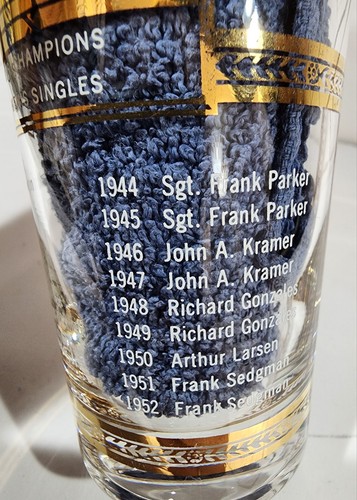 CHAMPIONS
SINGLES
1944 Sgt. Frank Parker
1945 Sgt. Frank Parker
1946 John A. Kramer
1947 John A. Kramer
1948 Richard Gonzales
1949 Richard Gonzales
1950 Arthur Larsen
1951 Frank Sedgman
1952 Frank Sedgman